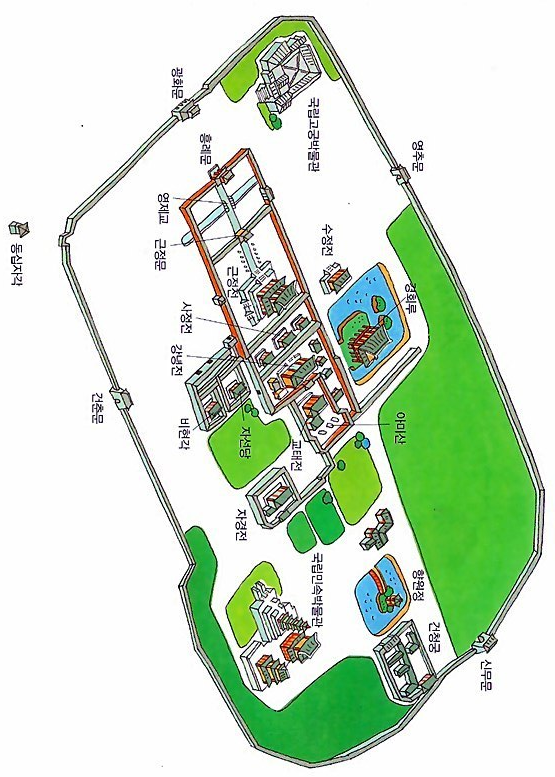 광화문
국립고궁박물관
영추문
흥례문
영제교
근정문
근정전
수정전
경회루
동십자각
사정전
강녕전
건춘문
비현각
자선당
교태전
아미산
자경전
국립민속박물관
향원정
건청궁
신무문